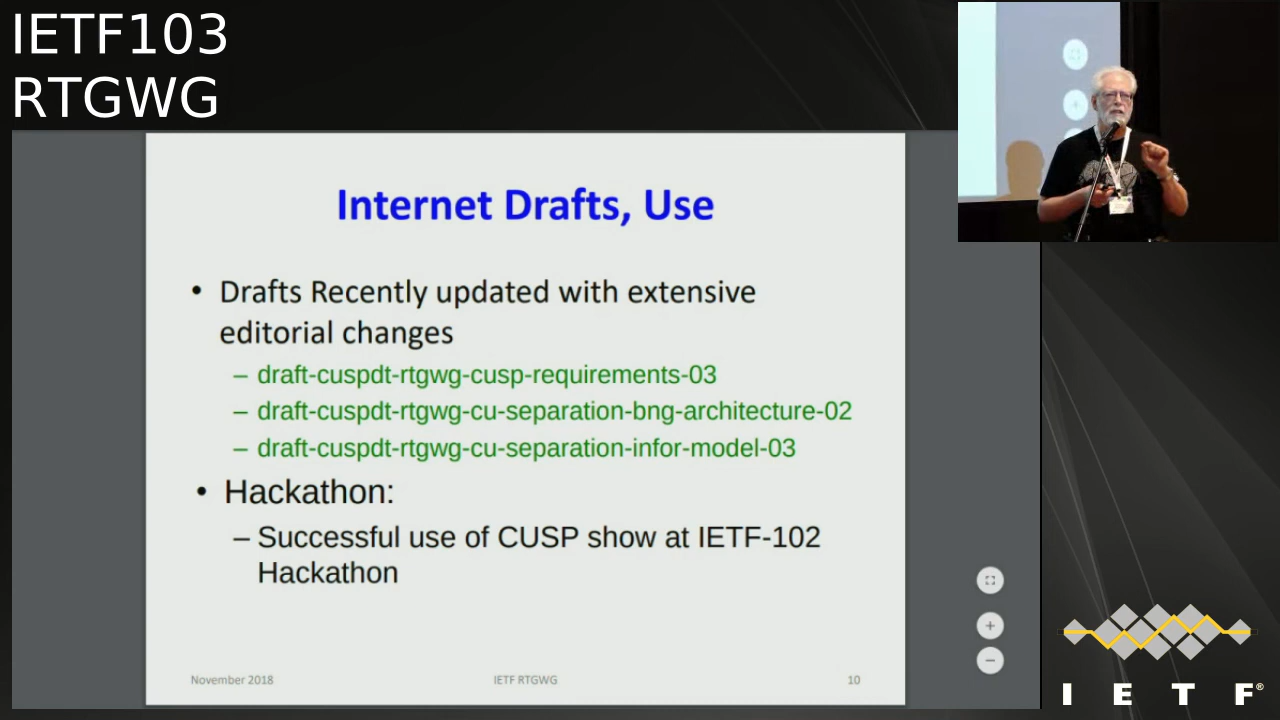 IETF103
RTGWG
Internet Drafts, Use
• Drafts Recently updated with extensive
editorial changes
– draft-cuspdt-rtgwg-cusp-requirements-03
– draft-cuspdt-rtgwg-cu-separation-bng-architecture-02
– draft-cuspdt-rtgwg-cu-separation-infor-model-03
• Hackathon:
– Successful use of CUSP show at IETF-102
Hackathon
November 2018
IETF RTGWG
10
I E T F®